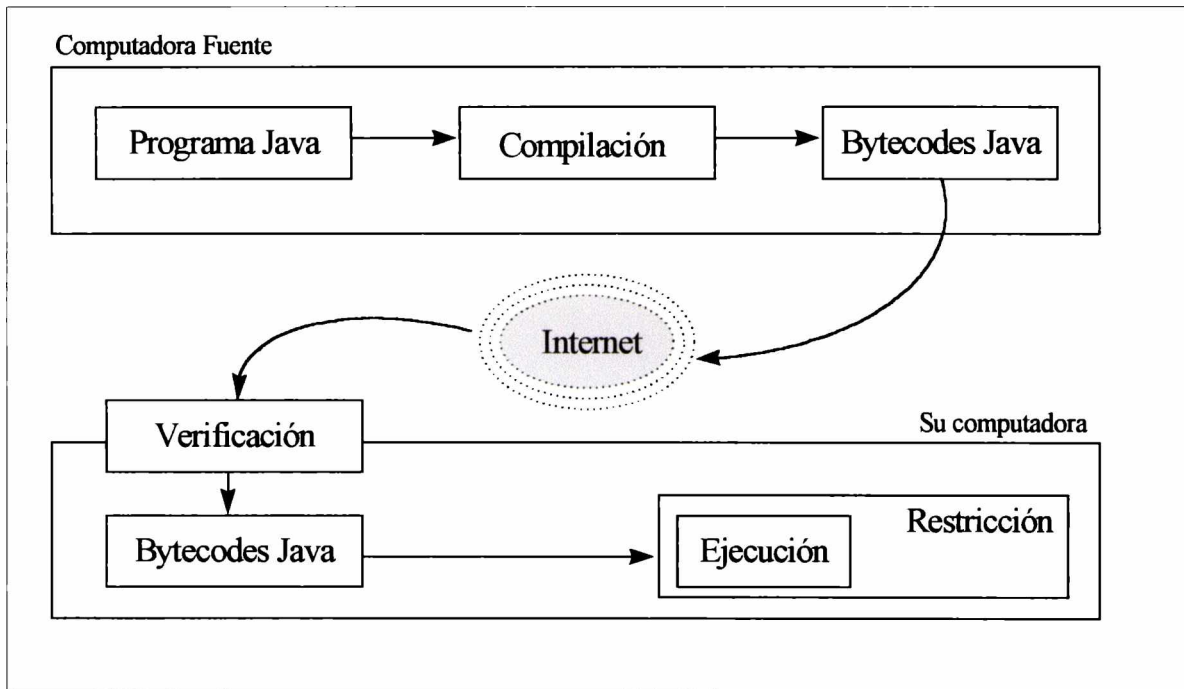 Computadora Fuente
Programa Java
Compilación
Bytecodes Java
Internet
Verificación
Su computadora
Bytecodes Java
Restricción
Ejecución